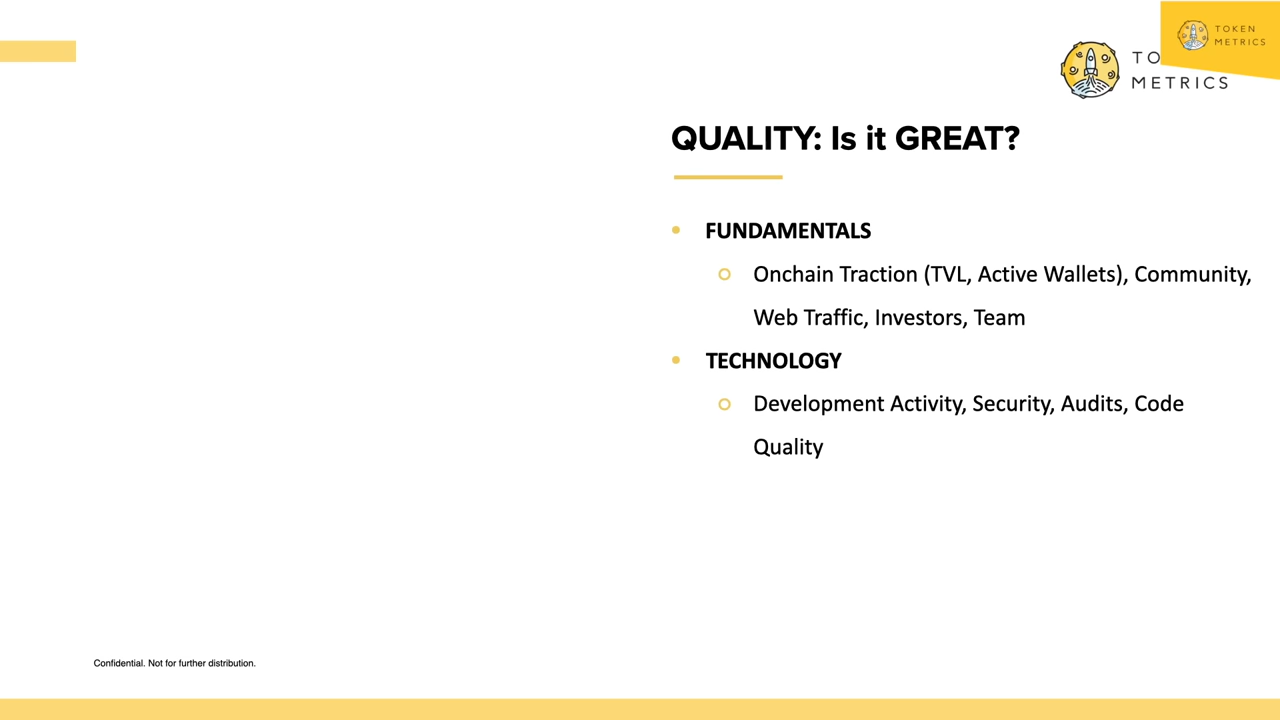 TOKEN
METRICS
TO
METRICS
QUALITY: Is it GREAT?
FUNDAMENTALS
Onchain Traction (TVL, Active Wallets), Community,
Web Traffic, Investors, Team
TECHNOLOGY
Development Activity, Security, Audits, Code
Quality
Confidential. Not for further distribution.